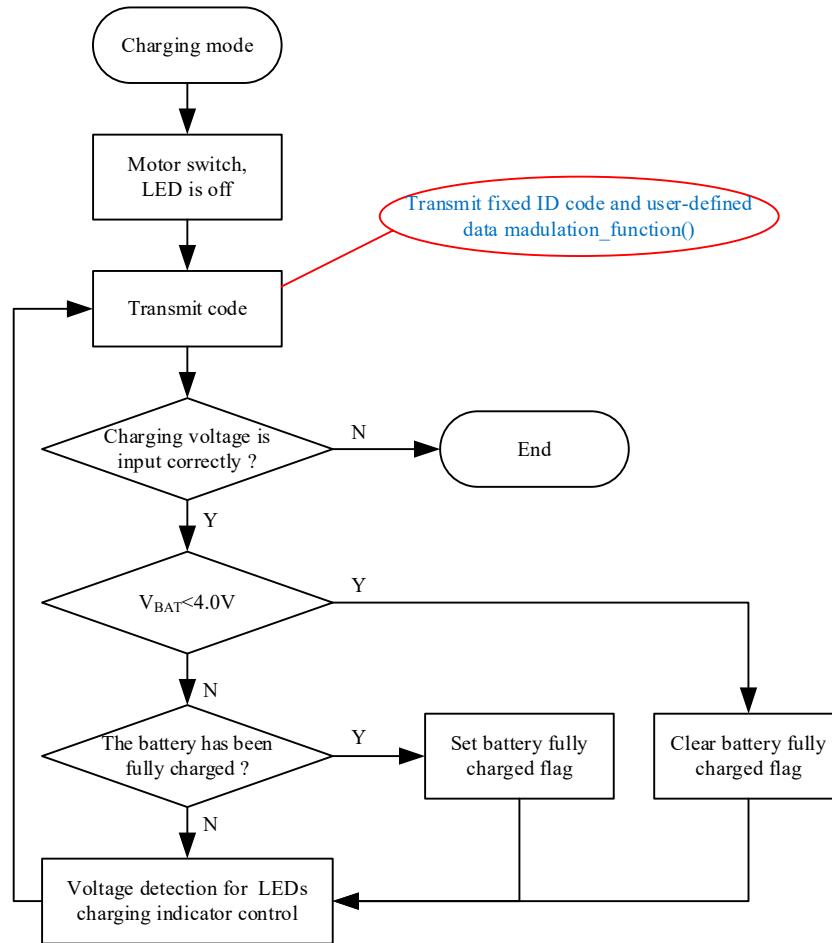 Charging mode
Motor switch,
LED is off
Transmit fixed ID code and user-defined
data madulation_function()
Transmit code
Charging voltage is
input correctly ?
N
End
Y
V_BAT<4.0V
Y
N
The battery has been
fully charged ?
Y
Set battery fully
charged flag
Clear battery fully
charged flag
N
Voltage detection for LEDs
charging indicator control